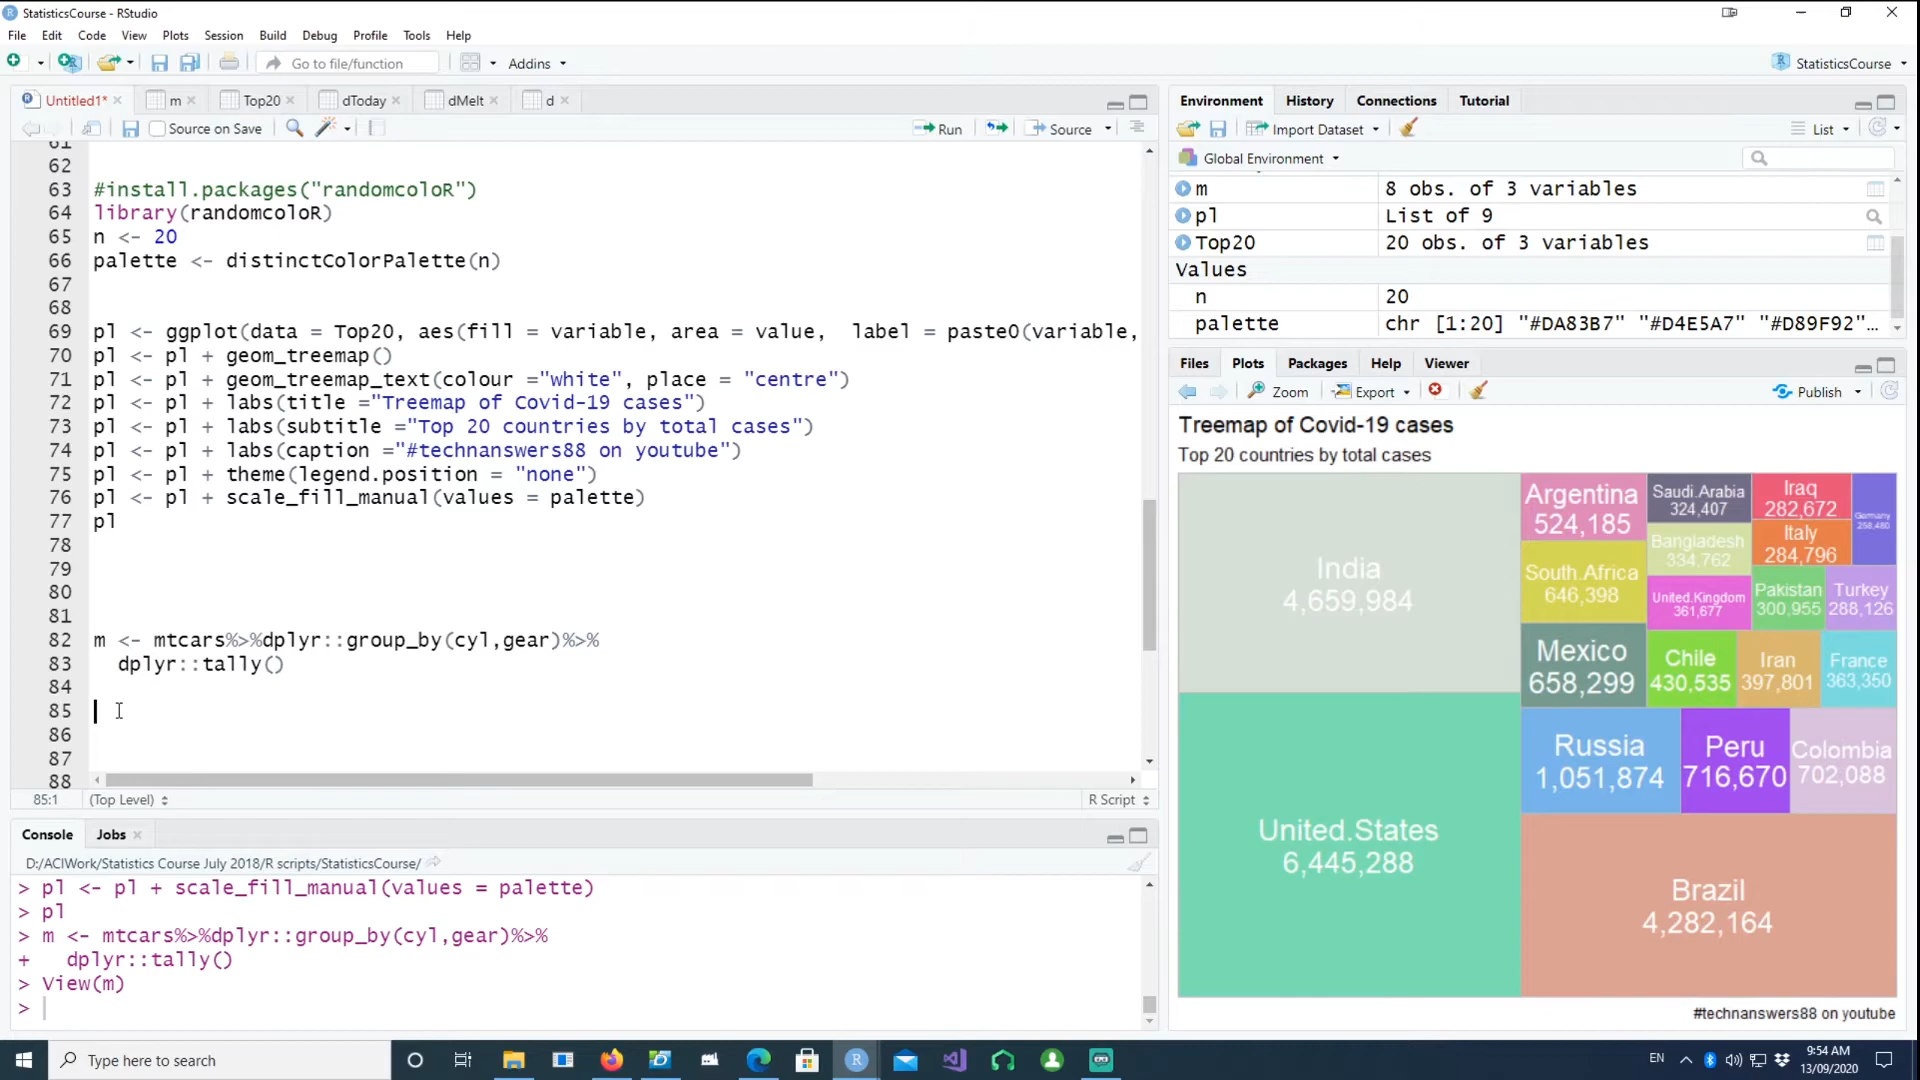 StatisticsCourse - RStudio
File Edit Code View Plots Session Build Debug Profile Tools Help
Go to file/function Addins StatisticsCourse
Untitled1* m Top20 dToday dMelt d
Source on Save Run Source
61
62
63 #install.packages("randomcoloR")
64 library(randomcoloR)
65 n <- 20
66 palette <- distinctColorPalette(n)
67
68
69 pl <- ggplot(data = Top20, aes(fill = variable, area = value,  label = paste0(variable,
70 pl <- pl + geom_treemap()
71 pl <- pl + geom_treemap_text(colour ="white", place = "centre")
72 pl <- pl + labs(title ="Treemap of Covid-19 cases")
73 pl <- pl + labs(subtitle ="Top 20 countries by total cases")
74 pl <- pl + labs(caption ="#technanswers88 on youtube")
75 pl <- pl + theme(legend.position = "none")
76 pl <- pl + scale_fill_manual(values = palette)
77 pl
78
79
80
81
82 m <- mtcars%>%dplyr::group_by(cyl,gear)%>%
83   dplyr::tally()
84
85
86
87
88
85:1 (Top Level) R Script
Console Jobs
D:/ACIWork/Statistics Course July 2018/R scripts/StatisticsCourse/
> pl <- pl + scale_fill_manual(values = palette)
> pl
> m <- mtcars%>%dplyr::group_by(cyl,gear)%>%
+   dplyr::tally()
> View(m)
>
Environment History Connections Tutorial
Import Dataset List
Global Environment
m 8 obs. of 3 variables
pl List of 9
Top20 20 obs. of 3 variables
Values
n 20
palette chr [1:20] "#DA83B7" "#D4E5A7" "#D89F92"...
Files Plots Packages Help Viewer
Zoom Export Publish
Treemap of Covid-19 cases
Top 20 countries by total cases
India
4,659,984
United.States
6,445,288
Argentina
524,185
South.Africa
646,398
Mexico
658,299
Saudi.Arabia
324,407
Bangladesh
334,762
United.Kingdom
361,677
Iraq
282,672
Italy
284,796
Germany
258,480
Pakistan
300,955
Turkey
288,126
Chile
430,535
Iran
397,801
France
363,350
Russia
1,051,874
Peru
716,670
Colombia
702,088
Brazil
4,282,164
#technanswers88 on youtube
Type here to search
EN
9:54 AM
13/09/2020